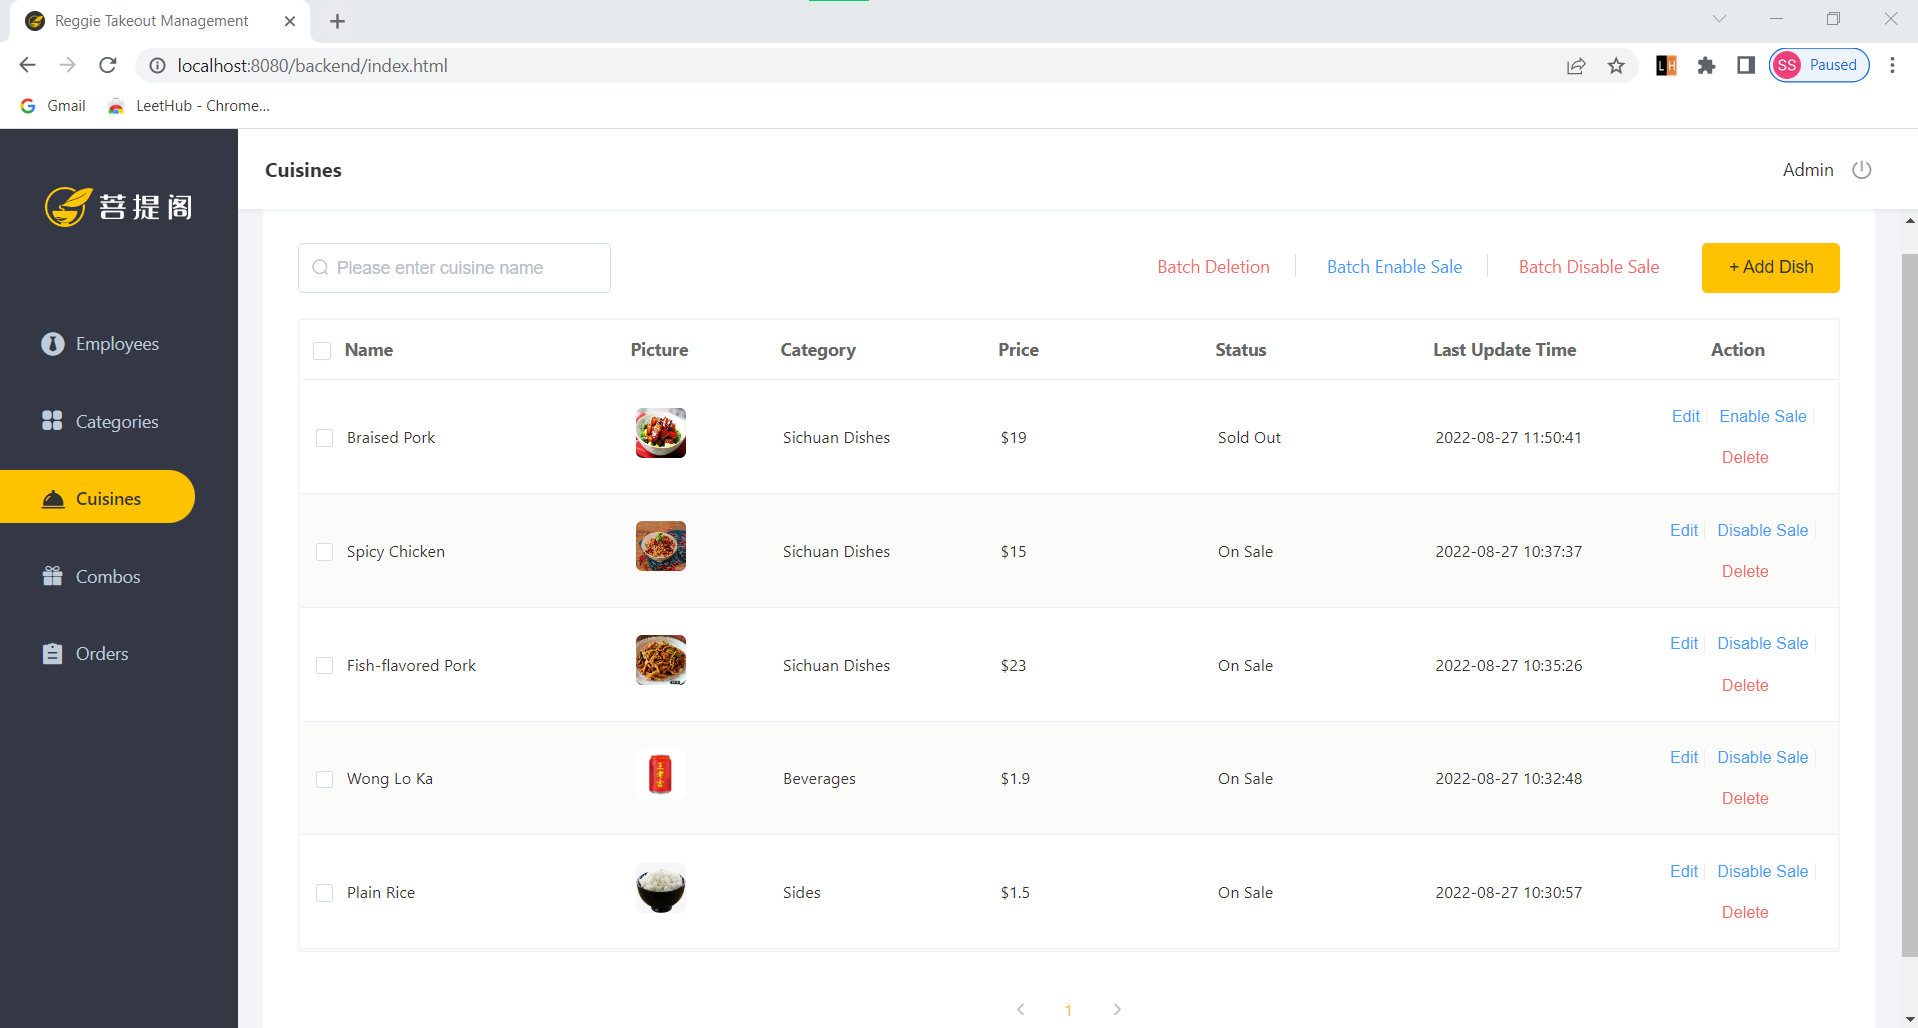 Reggie Takeout Management
localhost:8080/backend/index.html
LH
SS Paused
Gmail LeetHub - Chrome...
菩提阁
Cuisines
Admin
Employees
Categories
Cuisines
Combos
Orders
Please enter cuisine name
Batch Deletion Batch Enable Sale Batch Disable Sale + Add Dish
Name Picture Category Price Status Last Update Time Action
Braised Pork Sichuan Dishes $19 Sold Out 2022-08-27 11:50:41 Edit Enable Sale
Delete
Spicy Chicken Sichuan Dishes $15 On Sale 2022-08-27 10:37:37 Edit Disable Sale
Delete
Fish-flavored Pork Sichuan Dishes $23 On Sale 2022-08-27 10:35:26 Edit Disable Sale
Delete
Wong Lo Ka 王老吉 Beverages $1.9 On Sale 2022-08-27 10:32:48 Edit Disable Sale
Delete
Plain Rice Sides $1.5 On Sale 2022-08-27 10:30:57 Edit Disable Sale
Delete
1